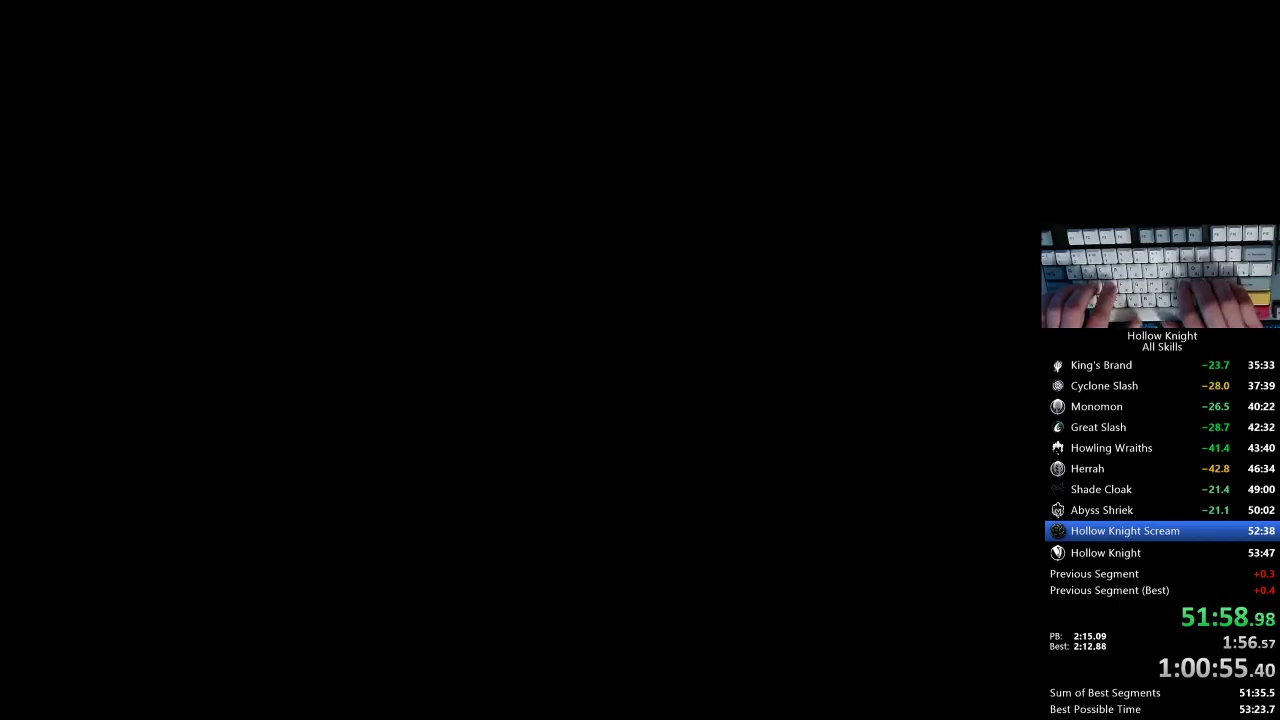 Hollow Knight
All Skills
King's Brand −23.7 35:33
Cyclone Slash −28.0 37:39
Monomon −26.5 40:22
Great Slash −28.7 42:32
Howling Wraiths −41.4 43:40
Herrah −42.8 46:34
Shade Cloak −21.4 49:00
Abyss Shriek −21.1 50:02
Hollow Knight Scream 52:38
Hollow Knight 53:47
Previous Segment +0.3
Previous Segment (Best) +0.4
51:58.98
PB: 2:15.09
Best: 2:12.88
1:56.57
1:00:55.40
Sum of Best Segments 51:35.5
Best Possible Time 53:23.7